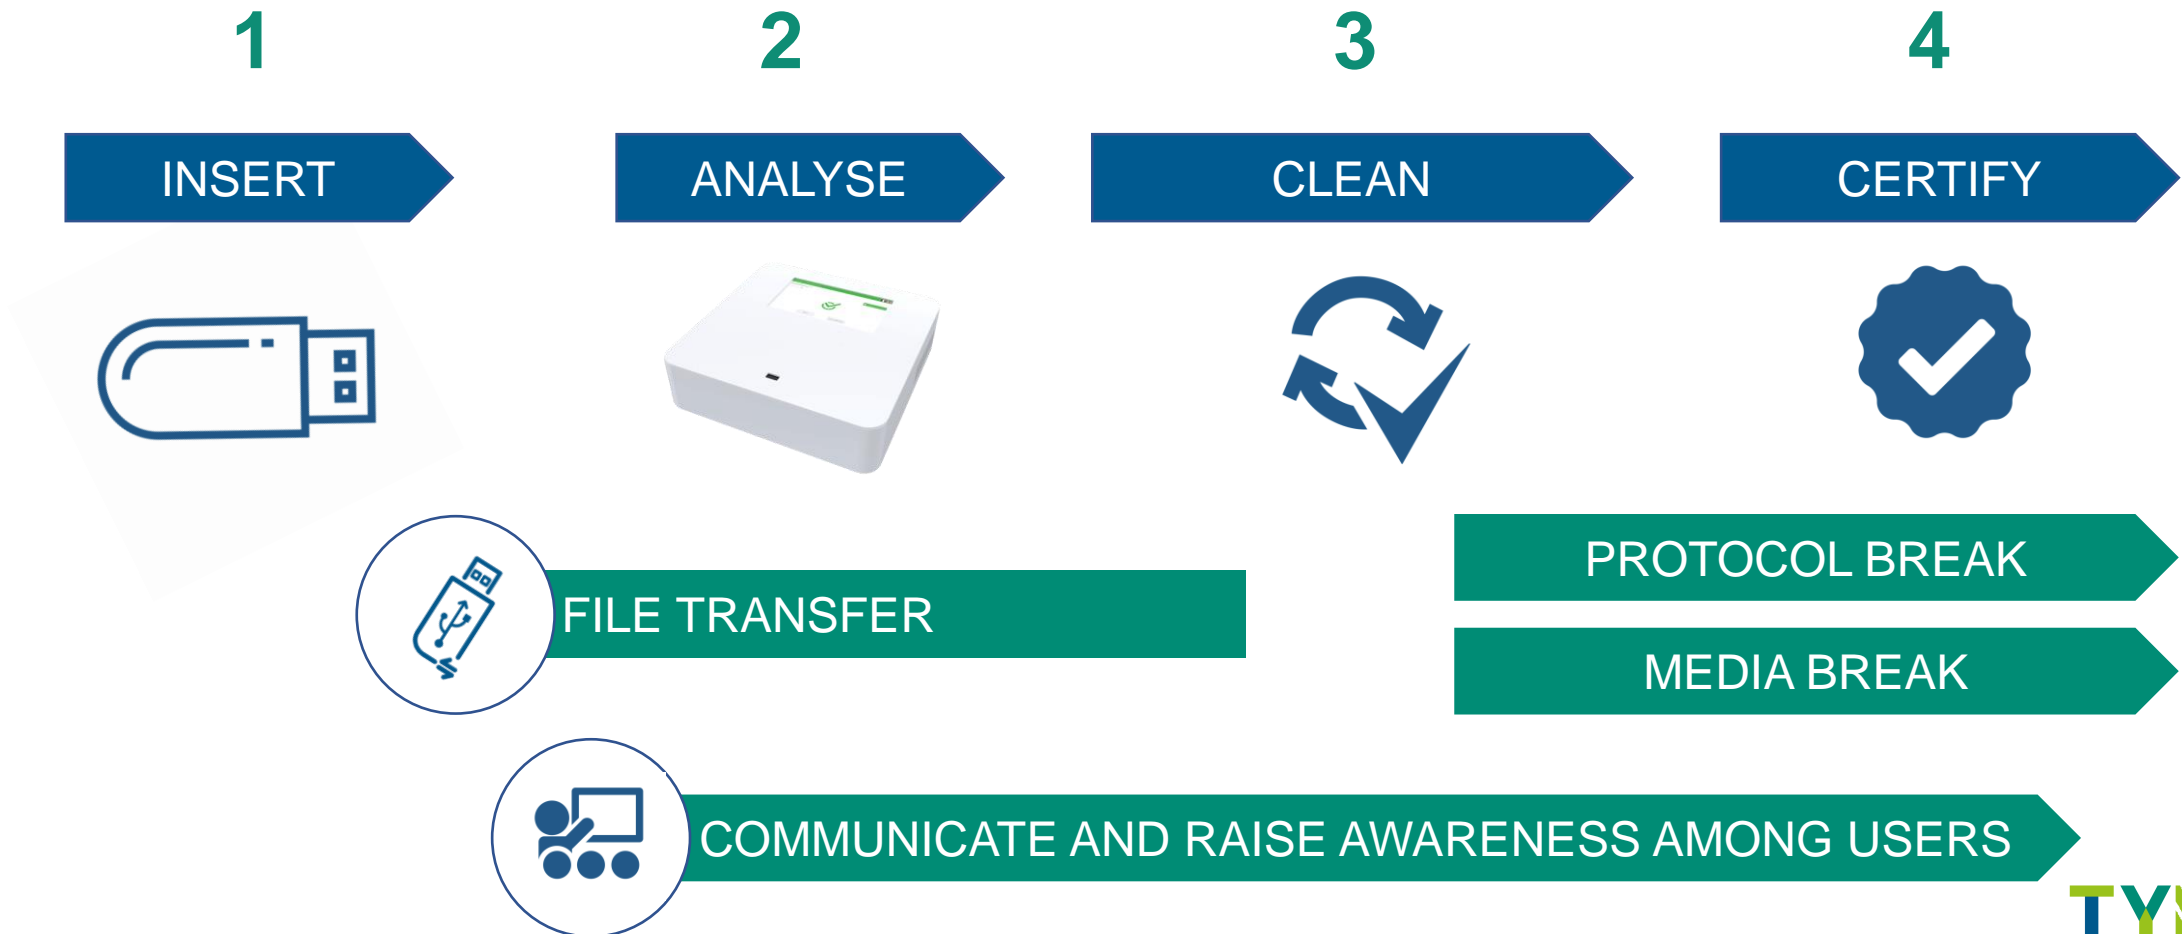 1
2
3
4
INSERT
ANALYSE
CLEAN
CERTIFY
FILE TRANSFER
PROTOCOL BREAK
MEDIA BREAK
COMMUNICATE AND RAISE AWARENESS AMONG USERS